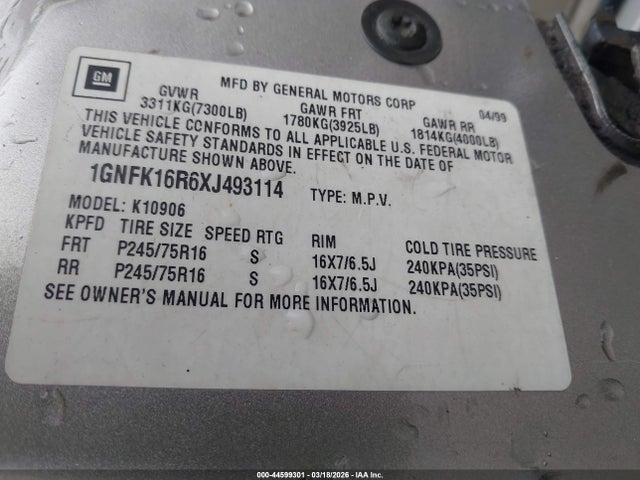 GM
MFD BY GENERAL MOTORS CORP 04/99
GVWR GAWR FRT GAWR RR
3311KG(7300LB) 1780KG(3925LB) 1814KG(4000LB)
THIS VEHICLE CONFORMS TO ALL APPLICABLE U.S. FEDERAL MOTOR
VEHICLE SAFETY STANDARDS IN EFFECT ON THE DATE OF
MANUFACTURE SHOWN ABOVE.
1GNFK16R6XJ493114 TYPE: M.P.V.
MODEL: K10906
KPFD TIRE SIZE SPEED RTG RIM COLD TIRE PRESSURE
FRT P245/75R16 S 16X7/6.5J 240KPA(35PSI)
RR P245/75R16 S 16X7/6.5J 240KPA(35PSI)
SEE OWNER'S MANUAL FOR MORE INFORMATION.
000-44599301 | 03/18/2026 | IAA Inc.